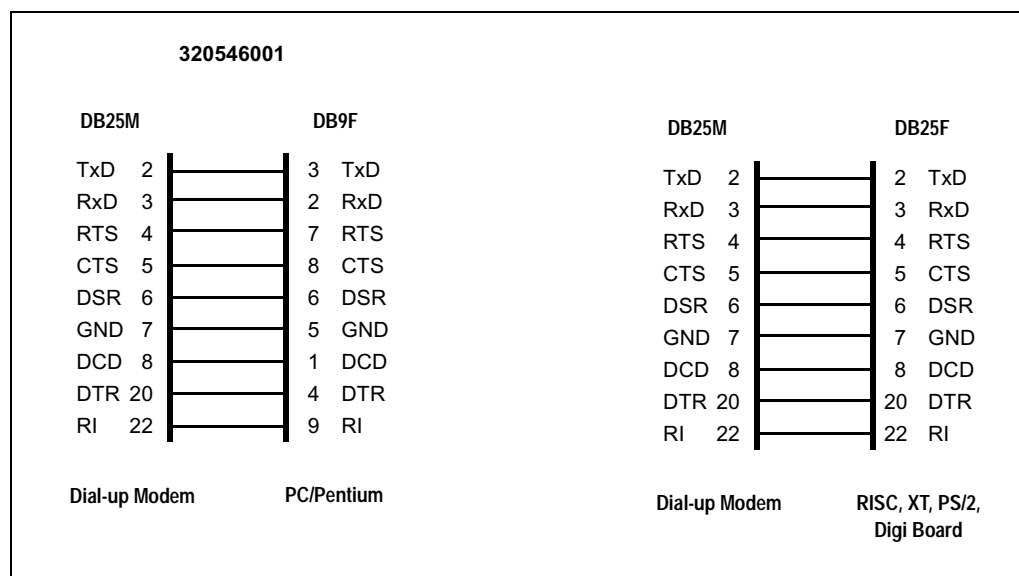 320546001
DB25M DB9F
TxD 2 3 TxD
RxD 3 2 RxD
RTS 4 7 RTS
CTS 5 8 CTS
DSR 6 6 DSR
GND 7 5 GND
DCD 8 1 DCD
DTR 20 4 DTR
RI 22 9 RI
Dial-up Modem PC/Pentium
DB25M DB25F
TxD 2 2 TxD
RxD 3 3 RxD
RTS 4 4 RTS
CTS 5 5 CTS
DSR 6 6 DSR
GND 7 7 GND
DCD 8 8 DCD
DTR 20 20 DTR
RI 22 22 RI
Dial-up Modem RISC, XT, PS/2,
Digi Board